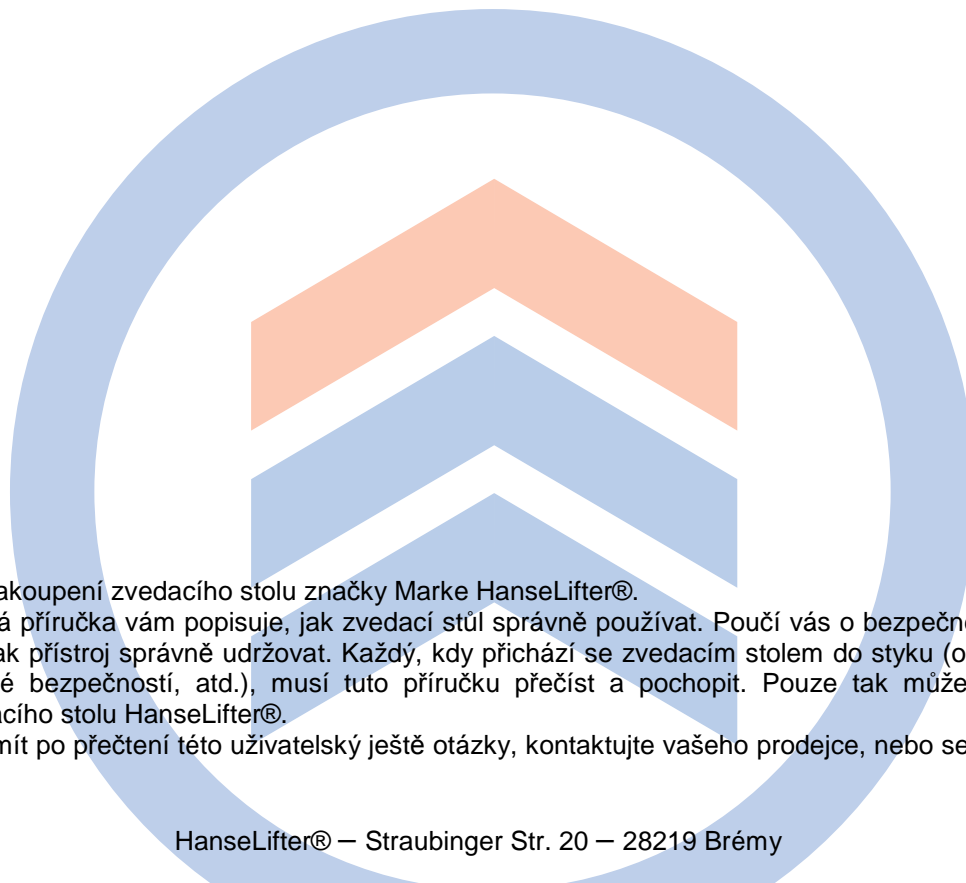 akoupení zvedacího stolu značky Marke HanseLifter®.
á příručka vám popisuje, jak zvedací stůl správně používat. Poučí vás o bezpečn
ak přístroj správně udržovat. Každý, kdy přichází se zvedacím stolem do styku (o
é bezpečností, atd.), musí tuto příručku přečíst a pochopit. Pouze tak může
acího stolu HanseLifter®.
mít po přečtení této uživatelský ještě otázky, kontaktujte vašeho prodejce, nebo se
HanseLifter® – Straubinger Str. 20 – 28219 Brémy